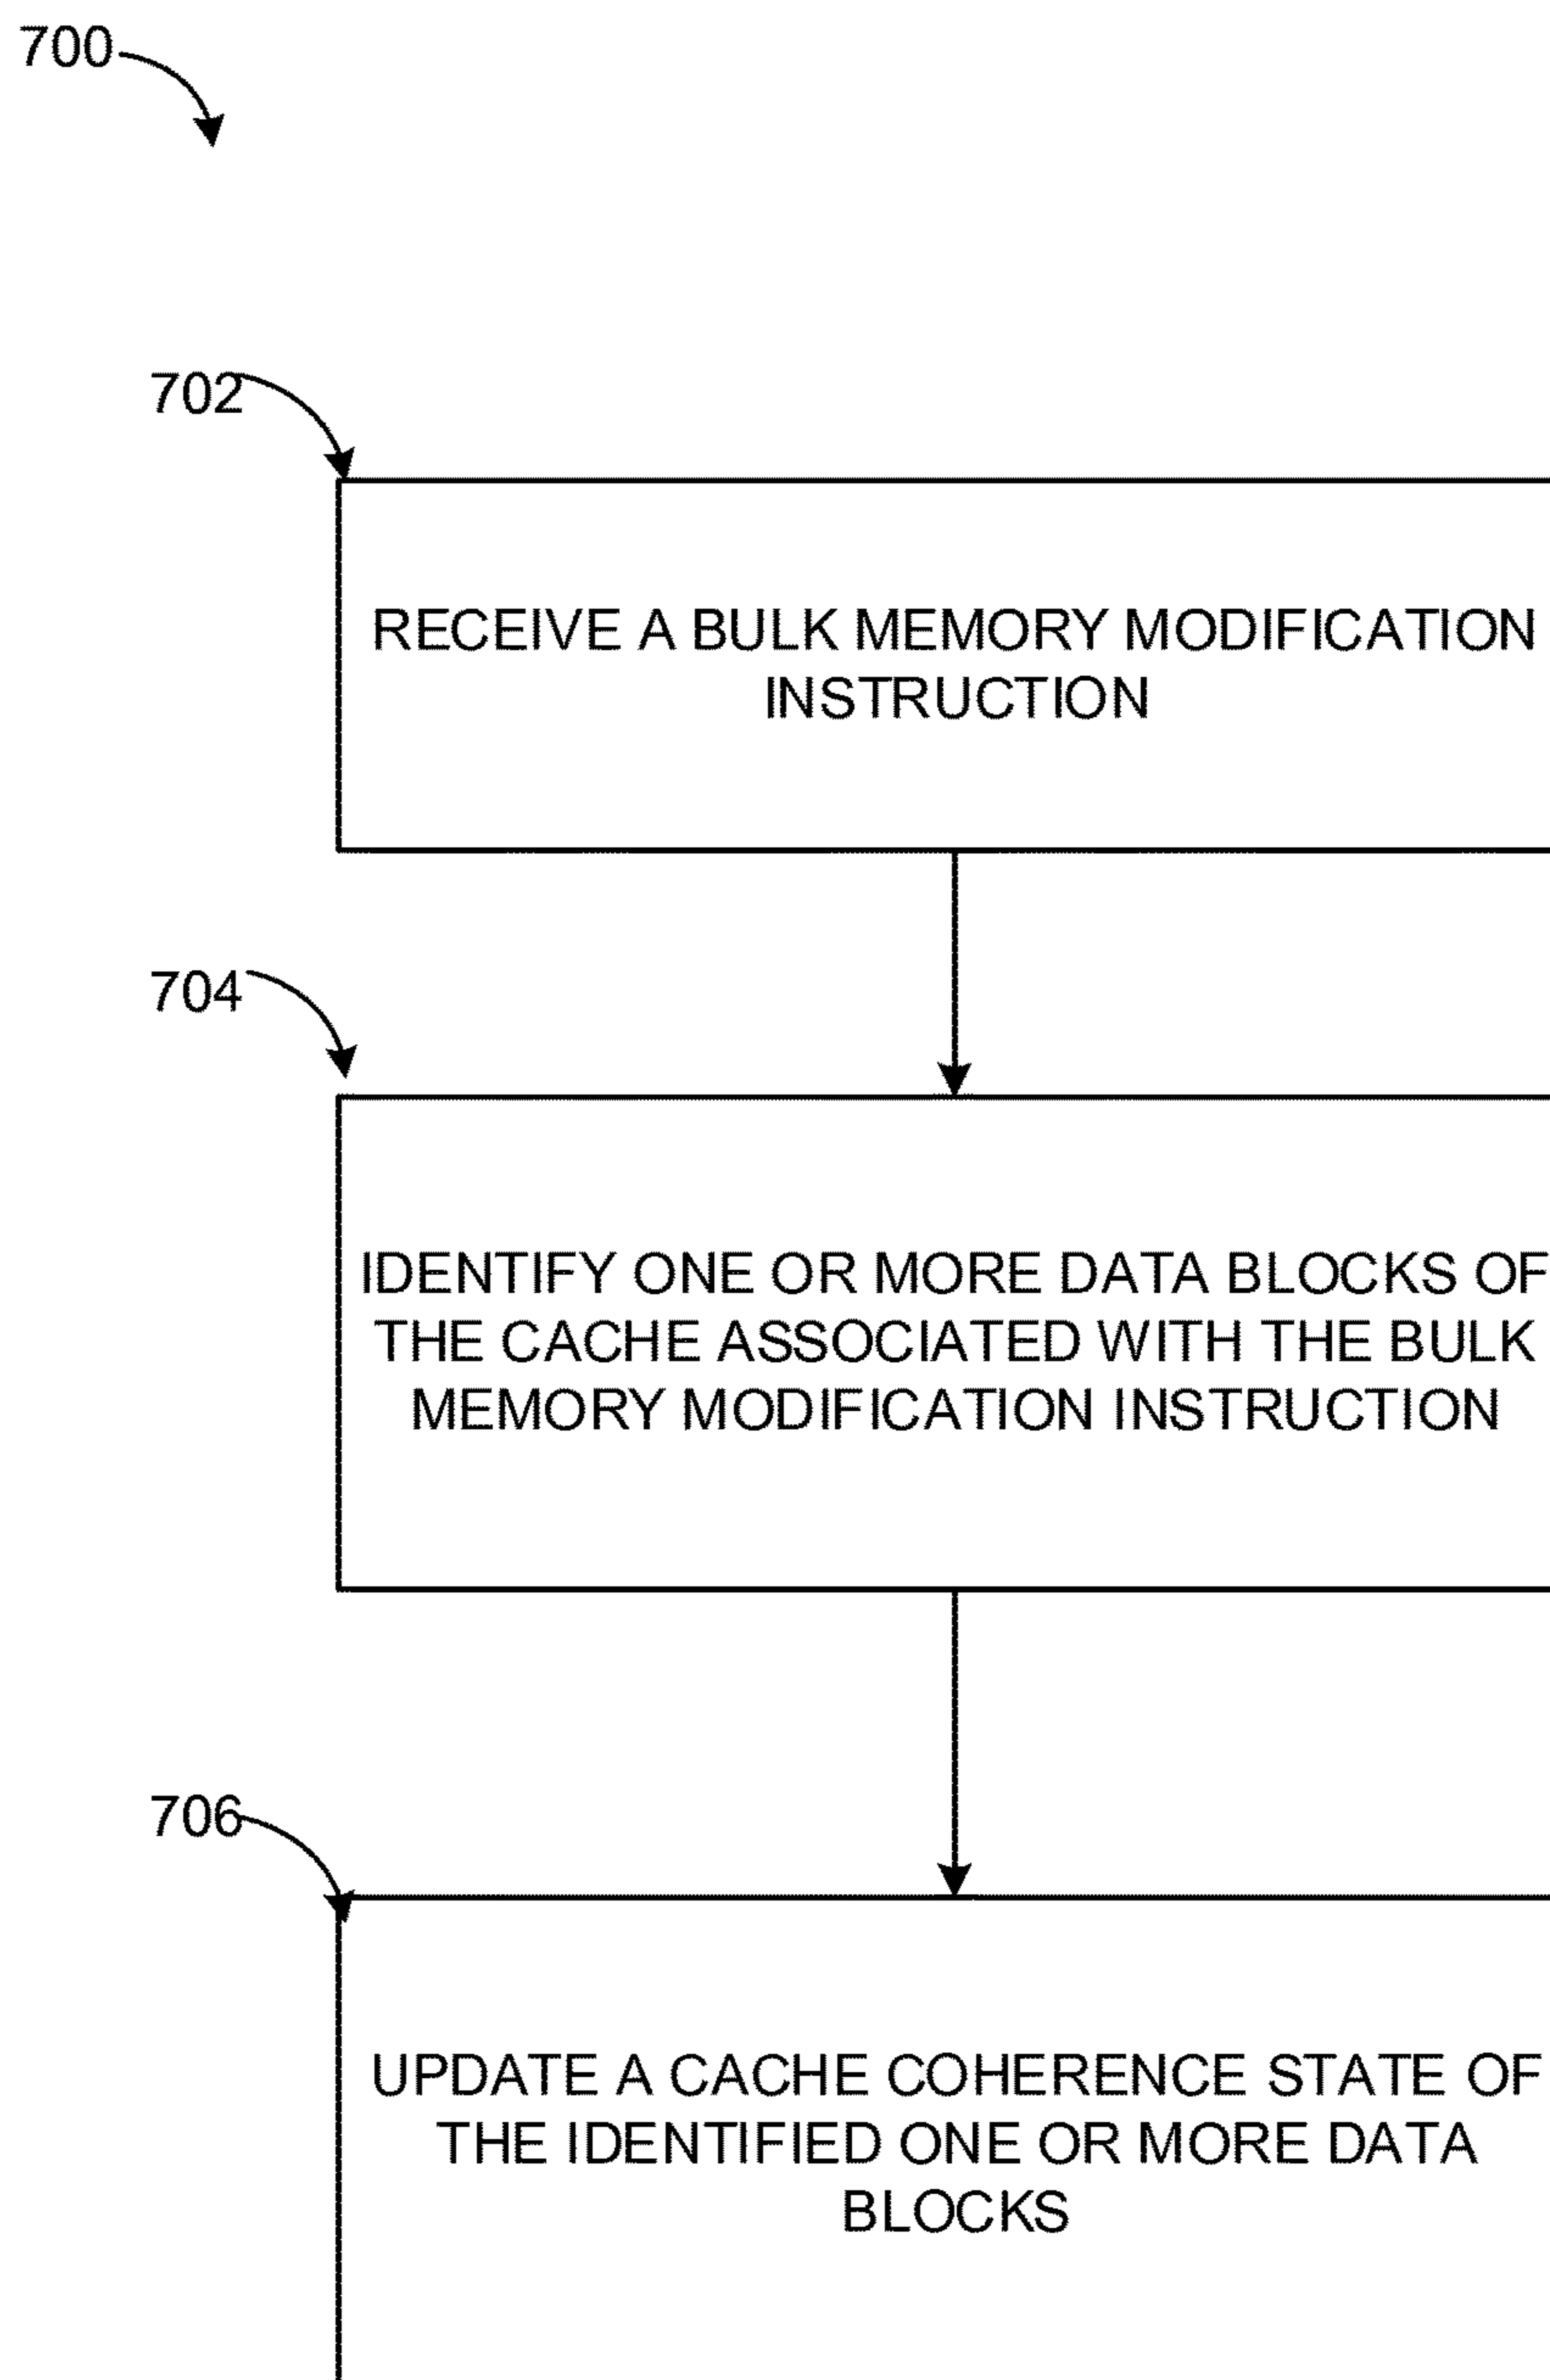 700
702
RECEIVE A BULK MEMORY MODIFICATION
INSTRUCTION
704
IDENTIFY ONE OR MORE DATA BLOCKS OF
THE CACHE ASSOCIATED WITH THE BULK
MEMORY MODIFICATION INSTRUCTION
706
UPDATE A CACHE COHERENCE STATE OF
THE IDENTIFIED ONE OR MORE DATA
BLOCKS